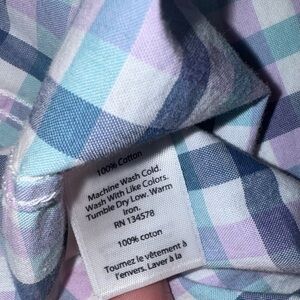 100% Cotton
Machine Wash Cold.
Wash With Like Colors.
Tumble Dry Low. Warm
Iron.
RN 134578
100% coton
Tournez le vêtement à
l'envers. Laver à la